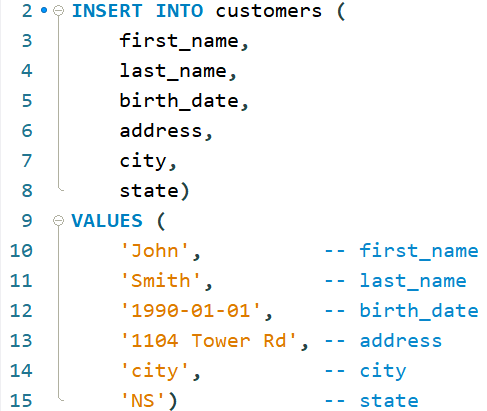 2 INSERT INTO customers (
3 first_name,
4 last_name,
5 birth_date,
6 address,
7 city,
8 state)
9 VALUES (
10 'John', -- first_name
11 'Smith', -- last_name
12 '1990-01-01', -- birth_date
13 '1104 Tower Rd', -- address
14 'city', -- city
15 'NS') -- state